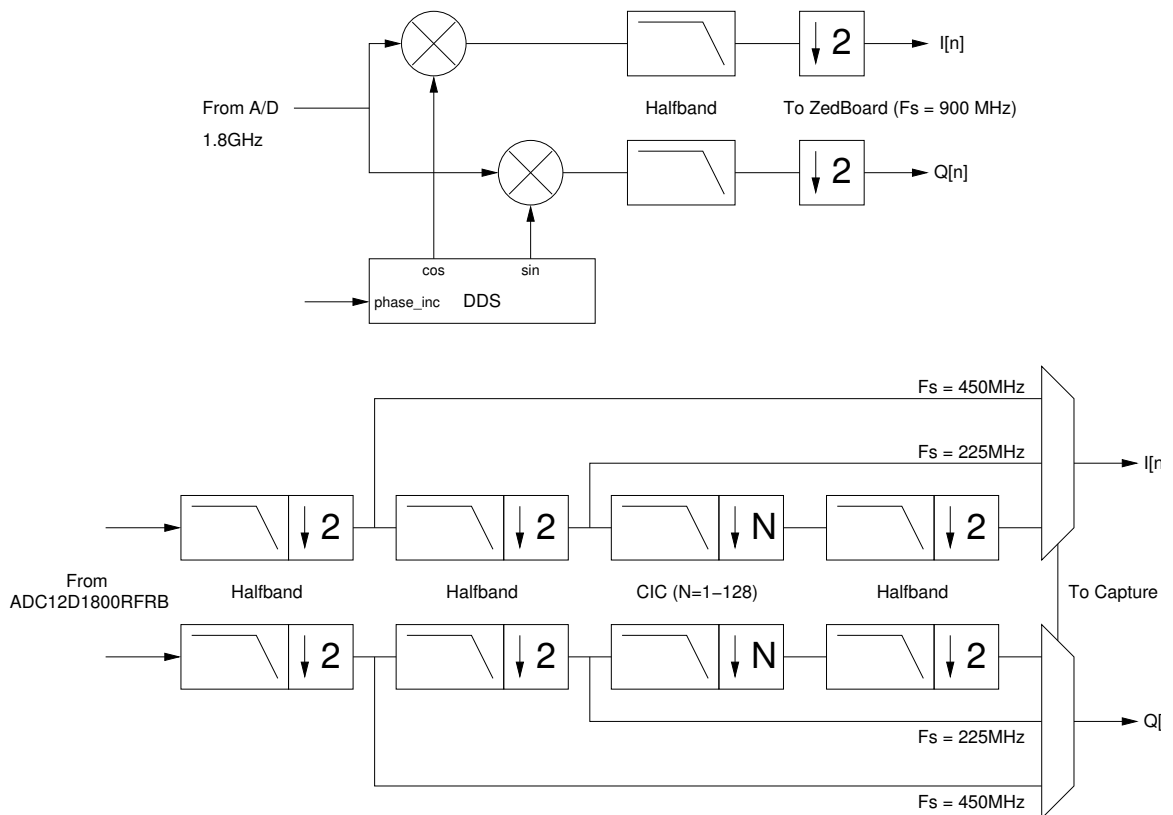 I[n]
From A/D
1.8GHz
Halfband
To ZedBoard (Fs = 900 MHz)
2
2
2
Q[n]
cos
sin
phase_inc
DDS
Fs = 450MHz
Fs = 225MHz
I[n
2
2
N
2
From
ADC12D1800RFRB
Halfband
Halfband
CIC (N=1−128)
Halfband
To Capture
2
2
N
2
Q[
Fs = 225MHz
Fs = 450MHz